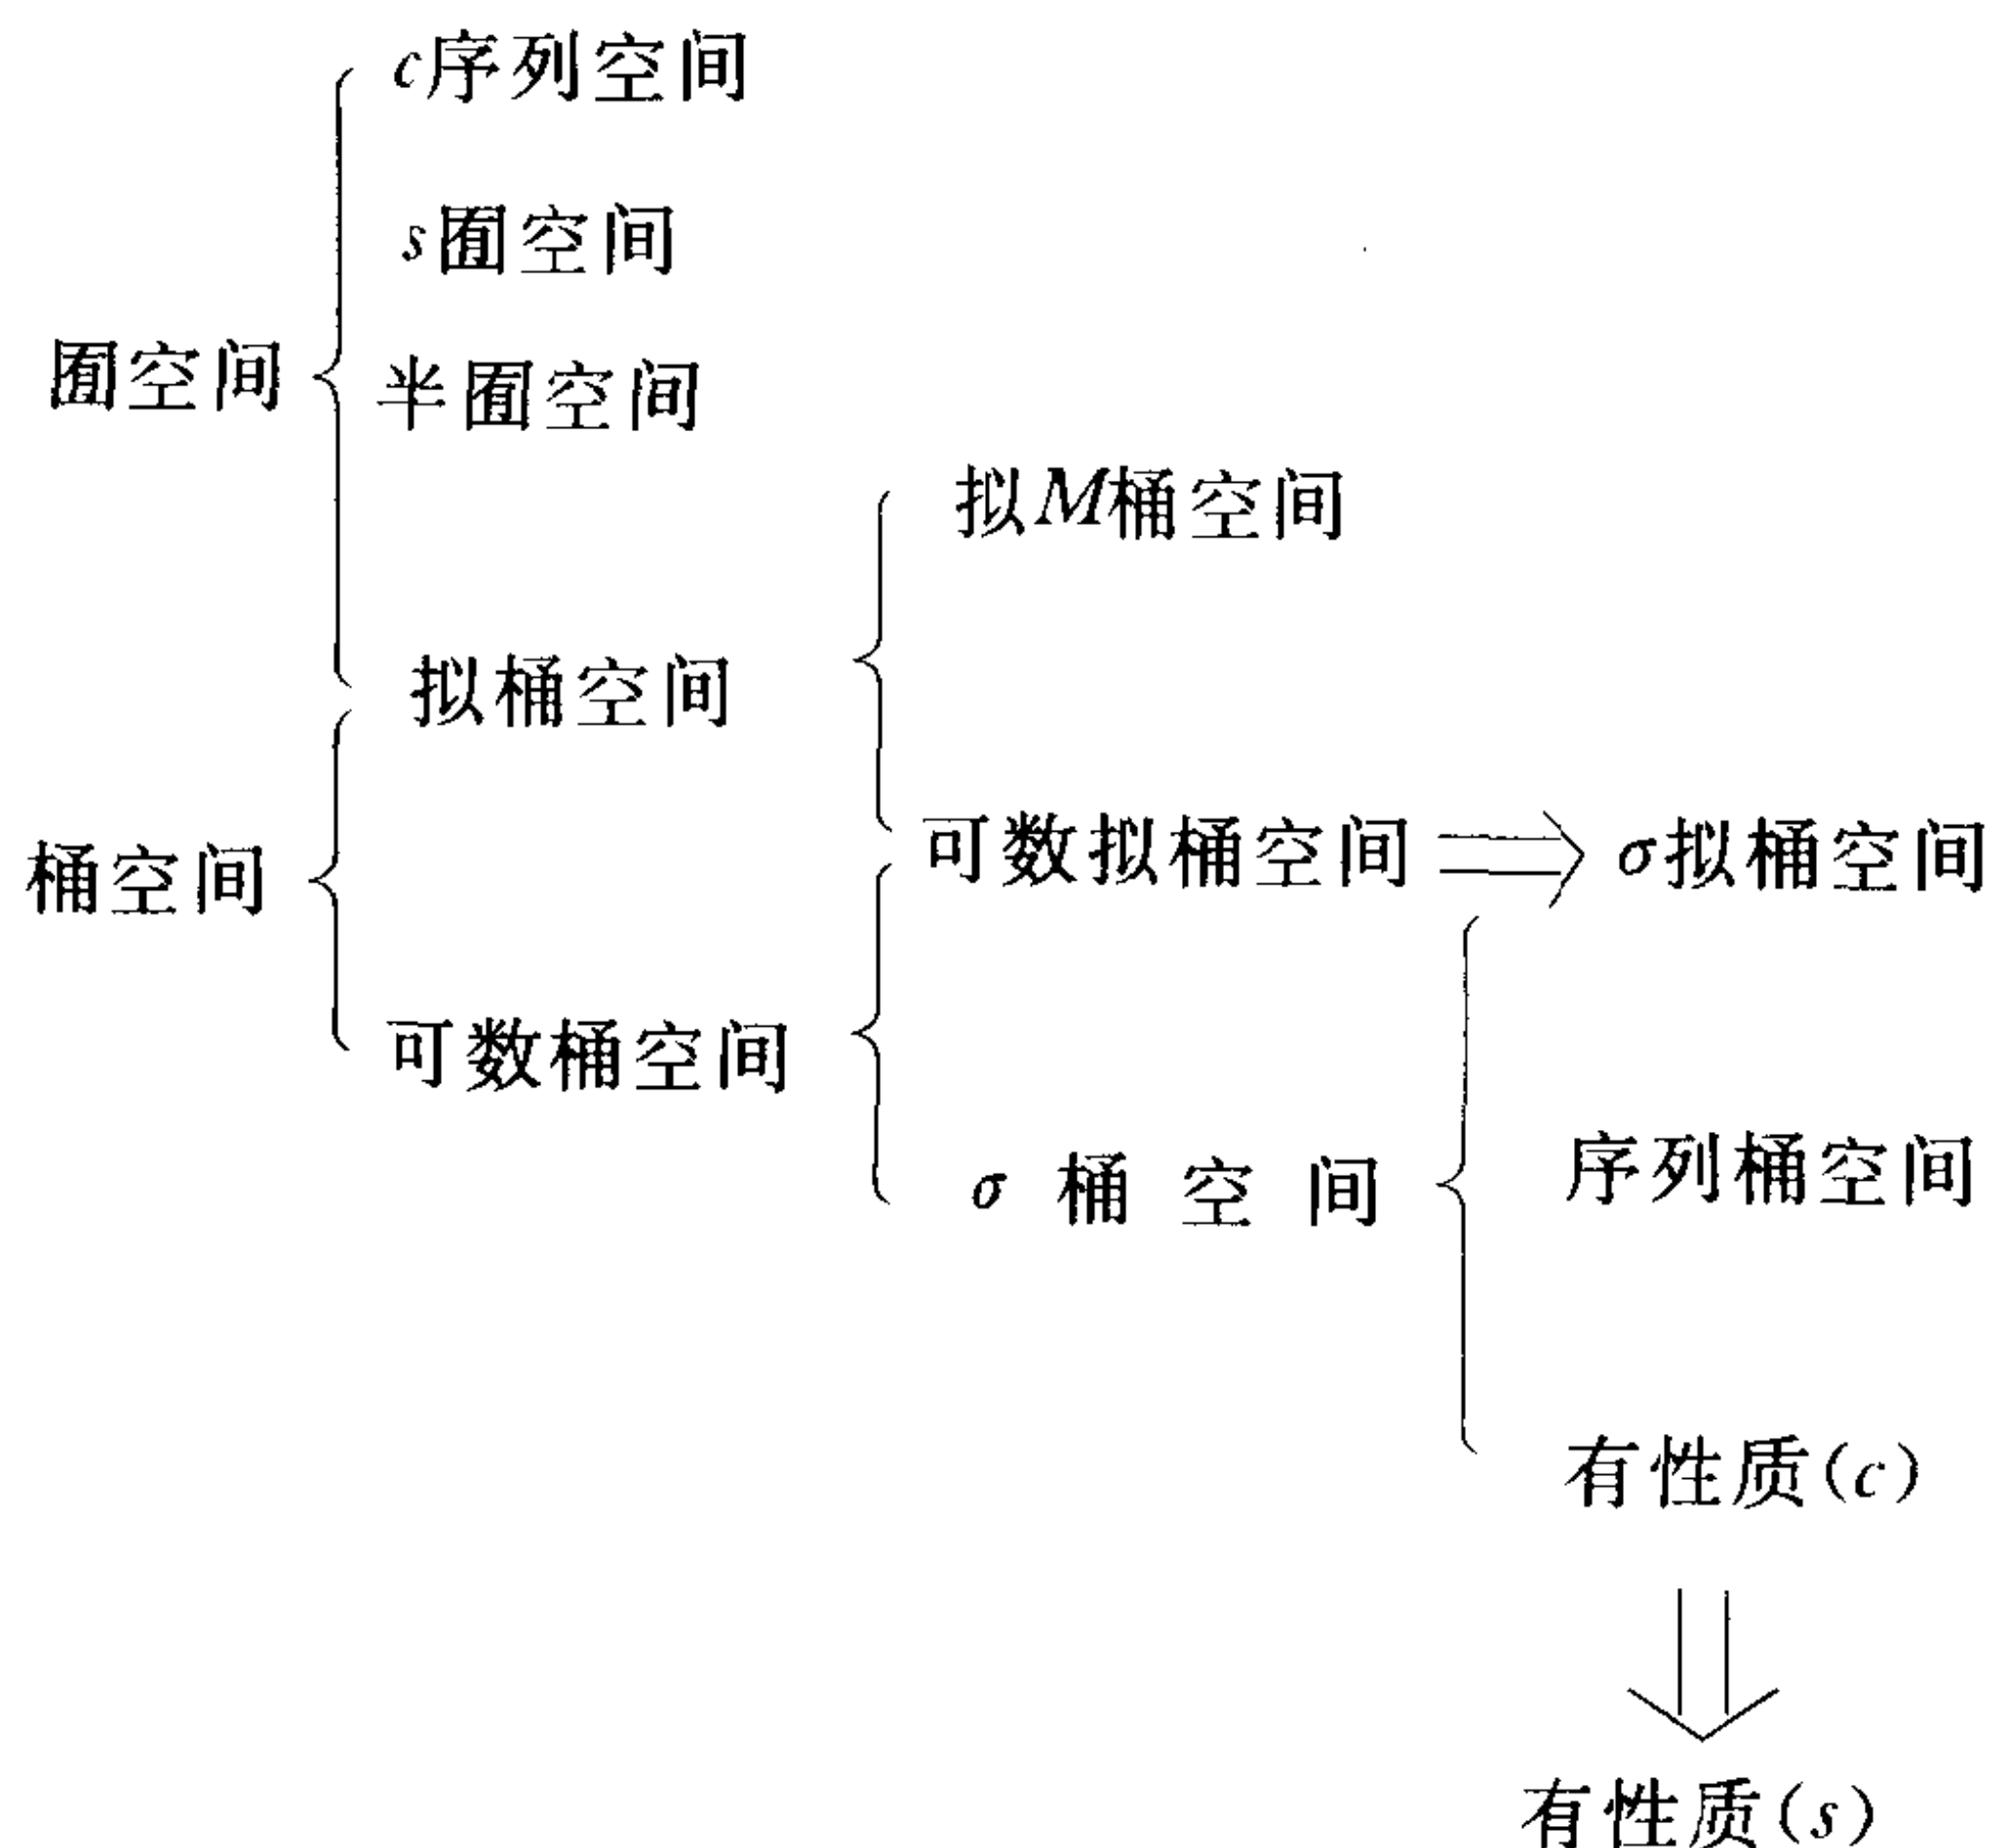 c序列空间
s囿空间
囿空间
半囿空间
拟M桶空间
拟桶空间
可数拟桶空间
σ拟桶空间
桶空间
可数桶空间
σ 桶 空 间
序列桶空间
有性质(c)
有性质(s)